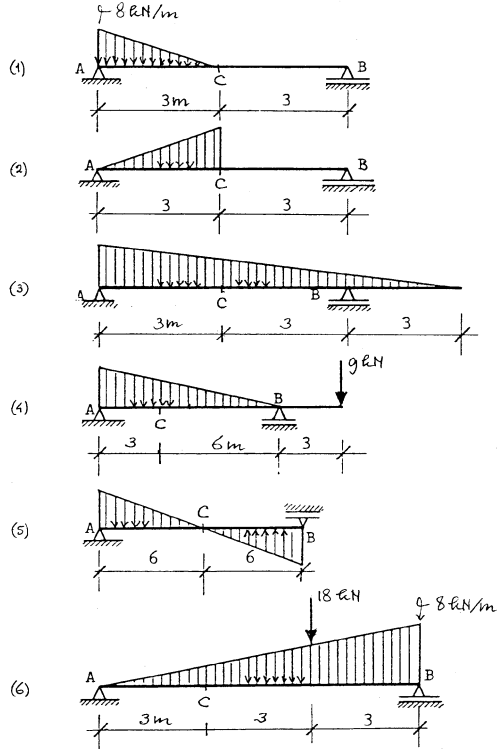 8 kN/m
(1) A C B
3m 3
(2) A C B
3 3
(3) A C B
3m 3 3
9 kN
(4) A C B
3 6m 3
(5) A C B
6 6
18 kN 8 kN/m
(6) A C B
3m 3 3